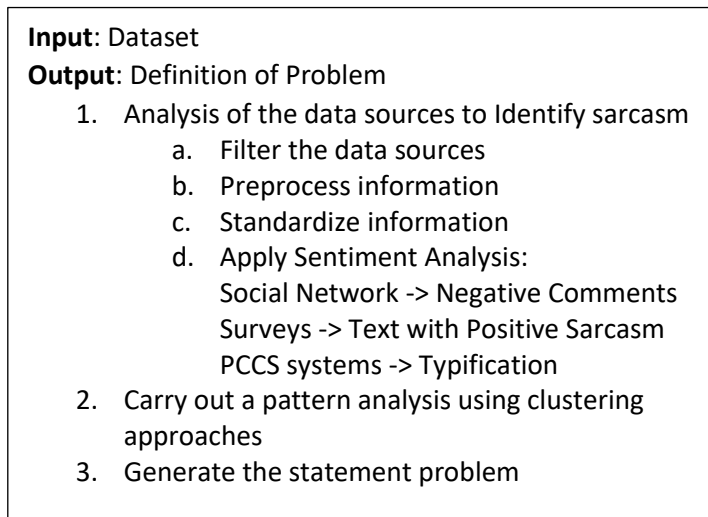 Input: Dataset
Output: Definition of Problem
1. Analysis of the data sources to Identify sarcasm
a. Filter the data sources
b. Preprocess information
c. Standardize information
d. Apply Sentiment Analysis:
Social Network -> Negative Comments
Surveys -> Text with Positive Sarcasm
PCCS systems -> Typification
2. Carry out a pattern analysis using clustering
approaches
3. Generate the statement problem